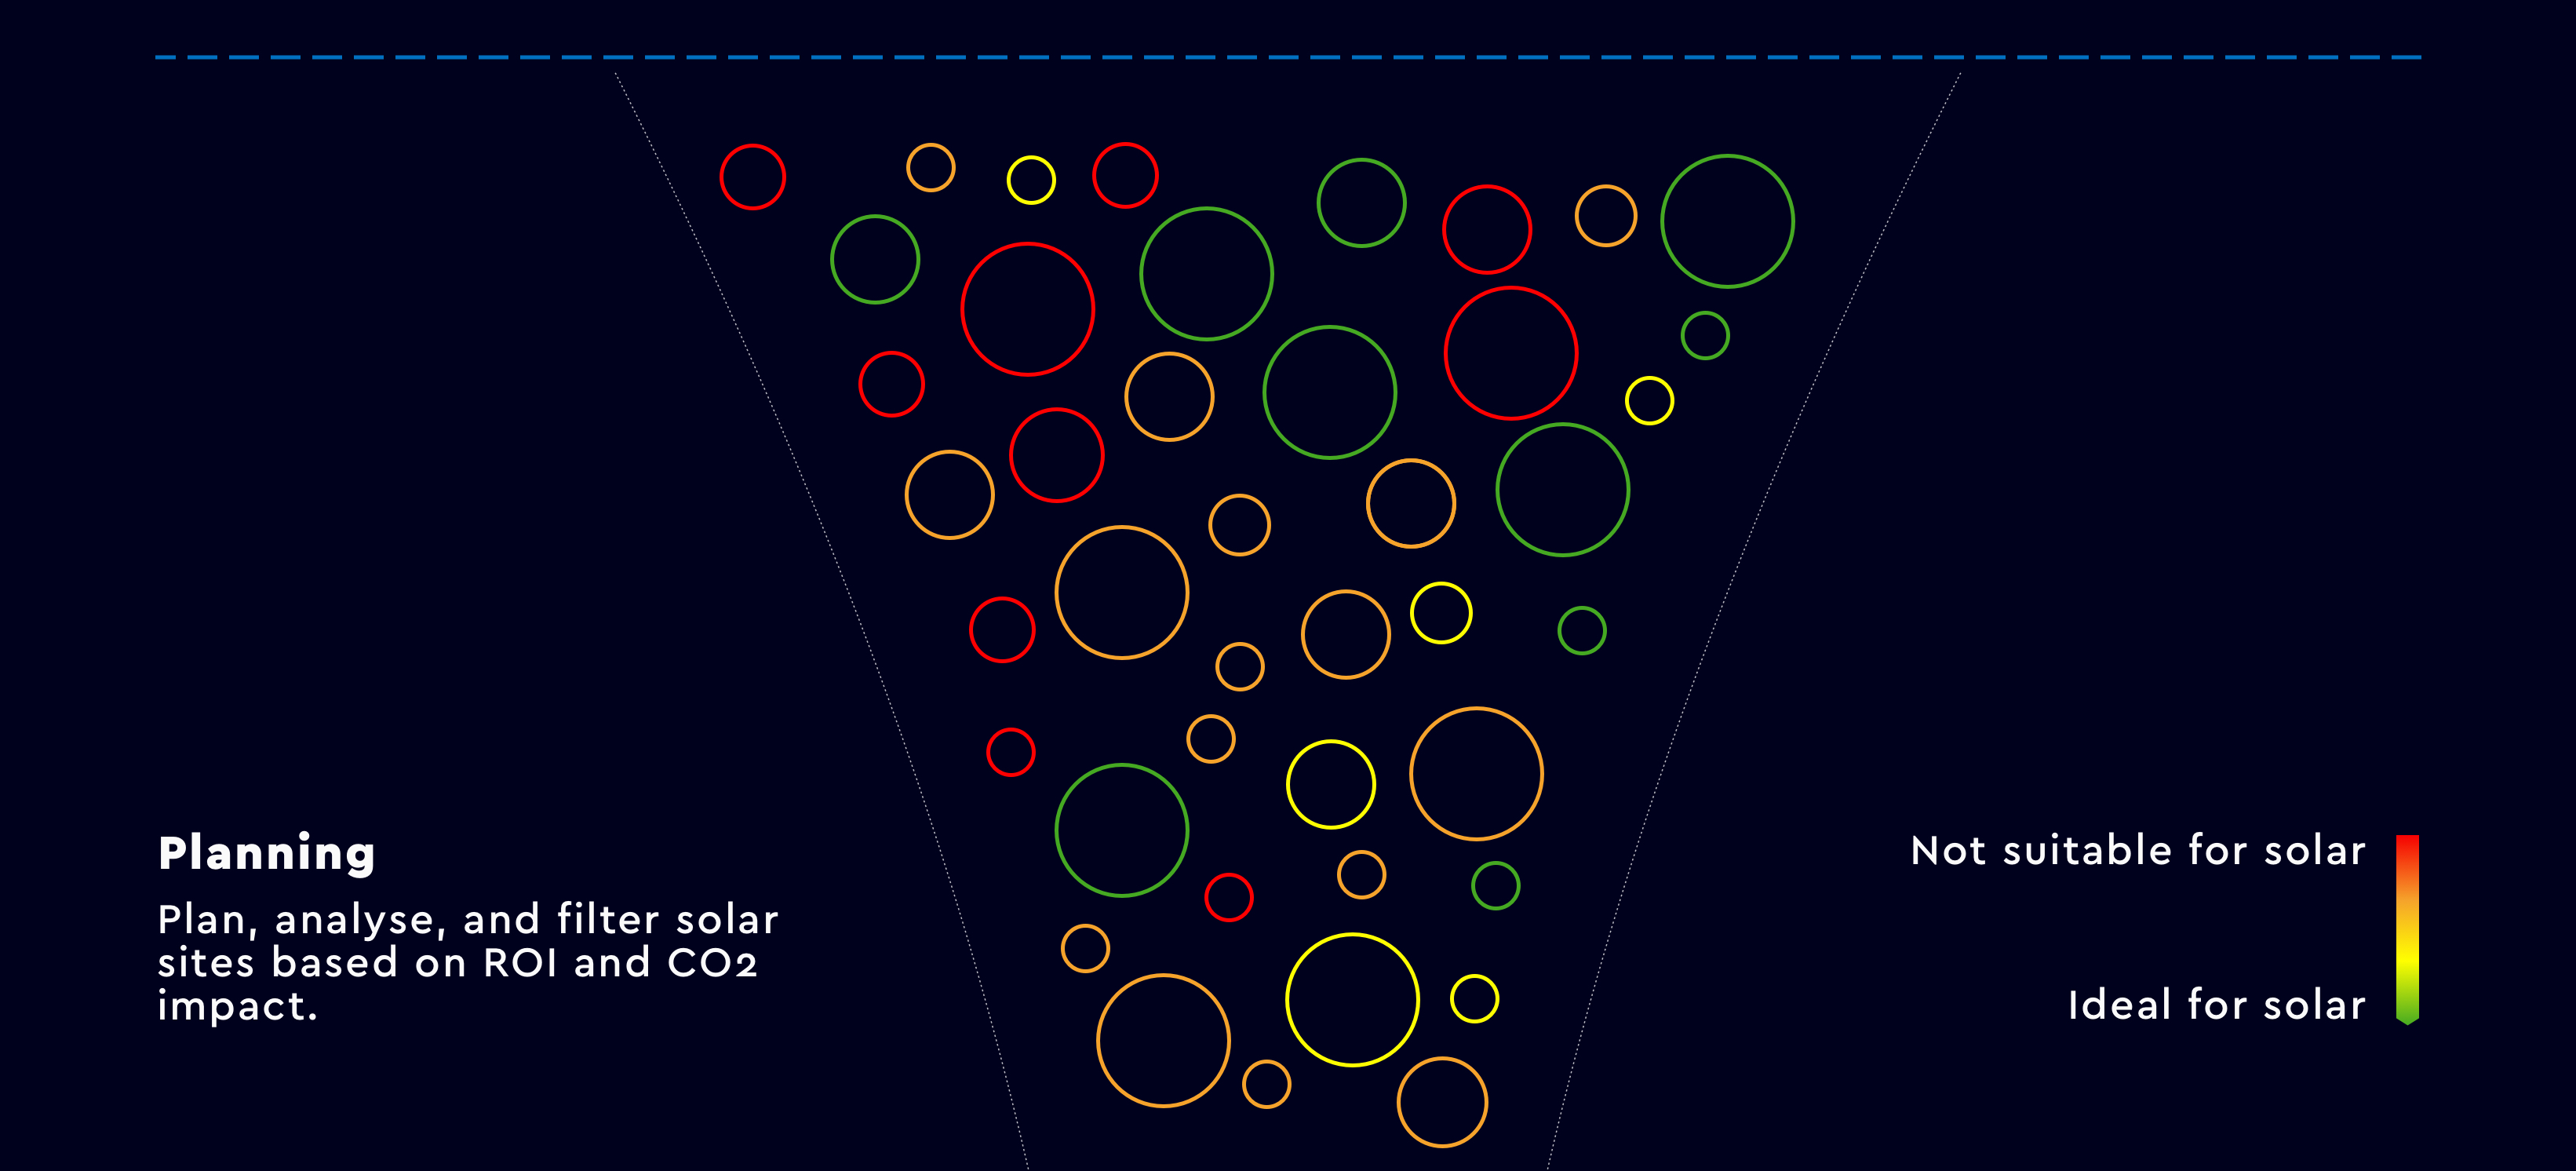 Planning
Plan, analyse, and filter solar
sites based on ROI and CO2
impact.
Not suitable for solar
Ideal for solar